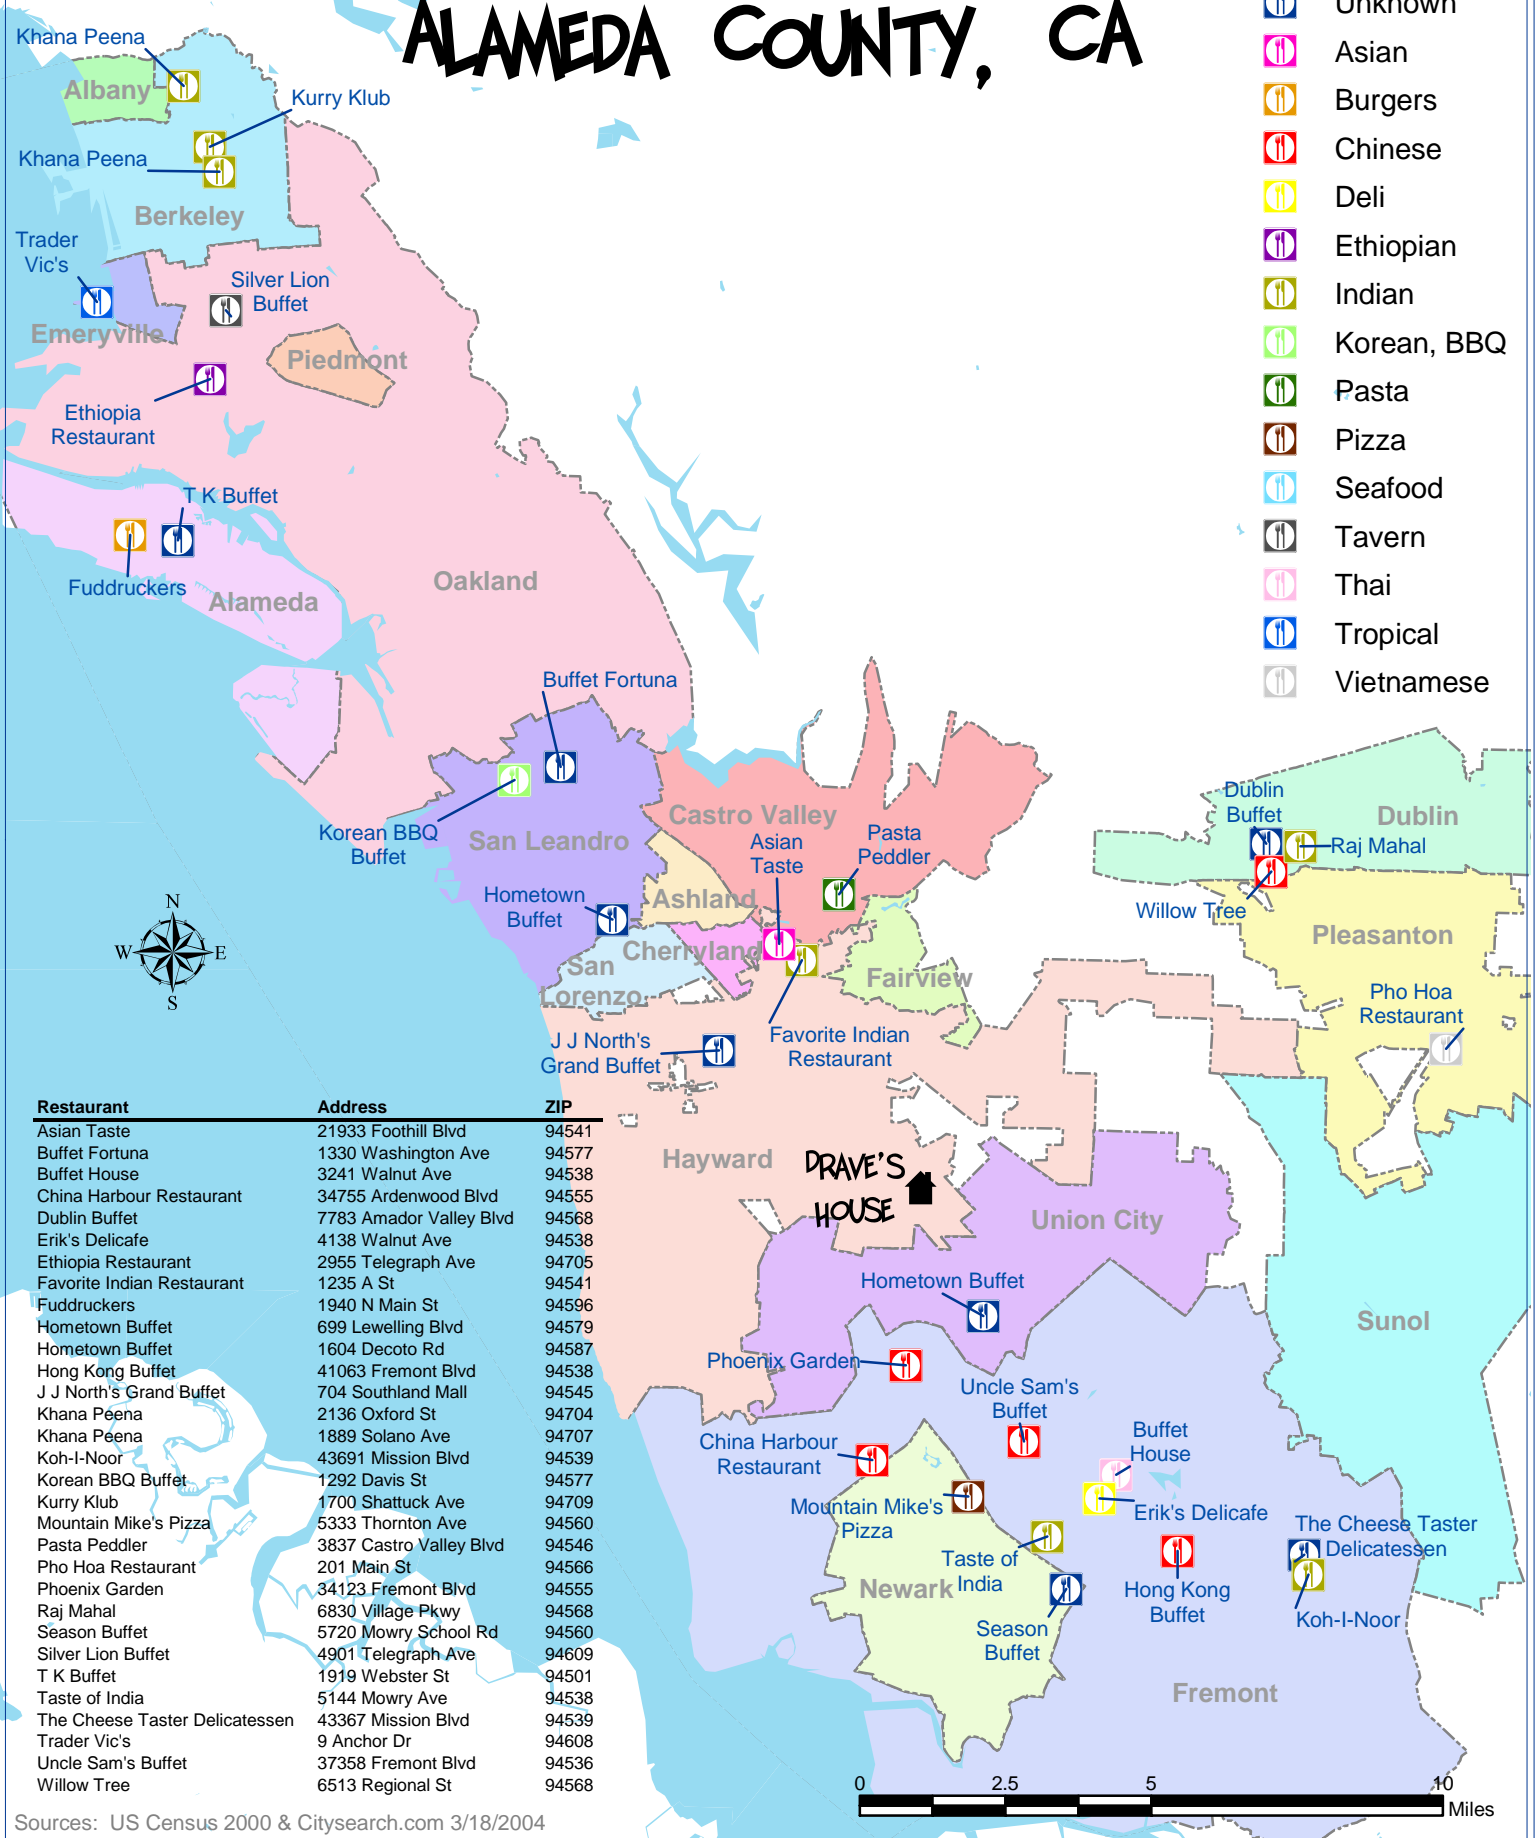 ALAMEDA COUNTY, CA
Unknown
Asian
Burgers
Chinese
Deli
Ethiopian
Indian
Korean, BBQ
Pasta
Pizza
Seafood
Tavern
Thai
Tropical
Vietnamese
Khana Peena
Albany
Kurry Klub
Khana Peena
Berkeley
Trader
Vic's
Silver Lion
Buffet
Emeryville
Piedmont
Ethiopia
Restaurant
T K Buffet
Fuddruckers
Alameda
Oakland
Buffet Fortuna
Korean BBQ
Buffet
San Leandro
Castro Valley
Asian
Taste
Pasta
Peddler
Dublin
Buffet
Dublin
Raj Mahal
Willow Tree
Hometown
Buffet
Ashland
Cherryland
San
Lorenzo
Fairview
Pleasanton
Pho Hoa
Restaurant
N
W
E
S
J J North's
Grand Buffet
Favorite Indian
Restaurant
Hayward
DRAVE'S
HOUSE
Union City
Hometown Buffet
Sunol
Phoenix Garden
Uncle Sam's
Buffet
China Harbour
Restaurant
Buffet
House
Mountain Mike's
Pizza
Erik's Delicafe
Taste of
India
The Cheese Taster
Delicatessen
Newark
Hong Kong
Buffet
Koh-I-Noor
Season
Buffet
Fremont
Restaurant Address ZIP
Asian Taste 21933 Foothill Blvd 94541
Buffet Fortuna 1330 Washington Ave 94577
Buffet House 3241 Walnut Ave 94538
China Harbour Restaurant 34755 Ardenwood Blvd 94555
Dublin Buffet 7783 Amador Valley Blvd 94568
Erik's Delicafe 4138 Walnut Ave 94538
Ethiopia Restaurant 2955 Telegraph Ave 94705
Favorite Indian Restaurant 1235 A St 94541
Fuddruckers 1940 N Main St 94596
Hometown Buffet 699 Lewelling Blvd 94579
Hometown Buffet 1604 Decoto Rd 94587
Hong Kong Buffet 41063 Fremont Blvd 94538
J J North's Grand Buffet 704 Southland Mall 94545
Khana Peena 2136 Oxford St 94704
Khana Peena 1889 Solano Ave 94707
Koh-I-Noor 43691 Mission Blvd 94539
Korean BBQ Buffet 1292 Davis St 94577
Kurry Klub 1700 Shattuck Ave 94709
Mountain Mike's Pizza 5333 Thornton Ave 94560
Pasta Peddler 3837 Castro Valley Blvd 94546
Pho Hoa Restaurant 201 Main St 94566
Phoenix Garden 34123 Fremont Blvd 94555
Raj Mahal 6830 Village Pkwy 94568
Season Buffet 5720 Mowry School Rd 94560
Silver Lion Buffet 4901 Telegraph Ave 94609
T K Buffet 1919 Webster St 94501
Taste of India 5144 Mowry Ave 94538
The Cheese Taster Delicatessen 43367 Mission Blvd 94539
Trader Vic's 9 Anchor Dr 94608
Uncle Sam's Buffet 37358 Fremont Blvd 94536
Willow Tree 6513 Regional St 94568
0 2.5 5 10
Miles
Sources: US Census 2000 & Citysearch.com 3/18/2004